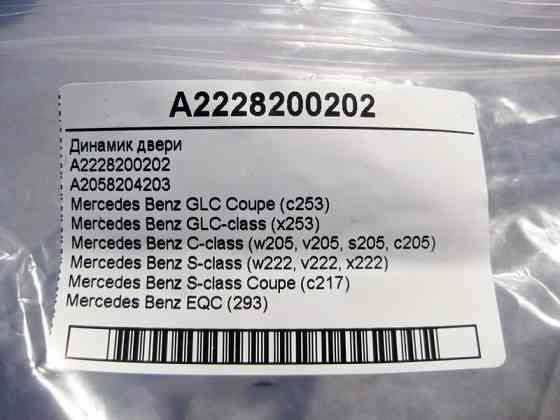 A2228200202
Динамик двери
A2228200202
A2058204203
Mercedes Benz GLC Coupe (c253)
Mercedes Benz GLC-class (x253)
Mercedes Benz C-class (w205, v205, s205, c205)
Mercedes Benz S-class (w222, v222, x222)
Mercedes Benz S-class Coupe (c217)
Mercedes Benz EQC (293)